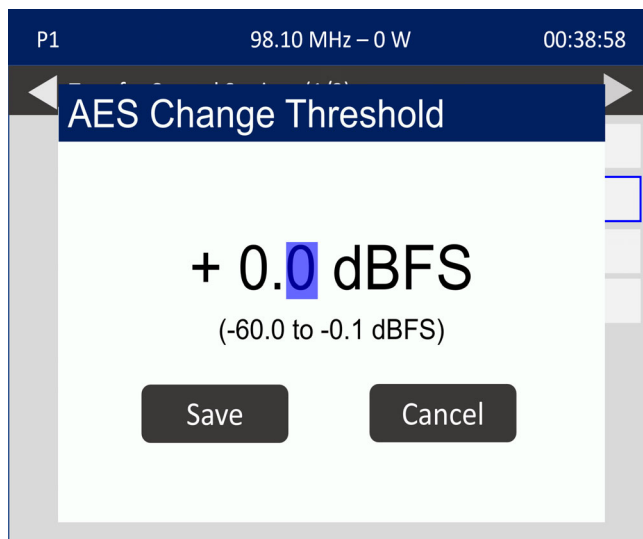 P1 98.10 MHz – 0 W 00:38:58
AES Change Threshold
+ 0.0 dBFS
(-60.0 to -0.1 dBFS)
Save Cancel